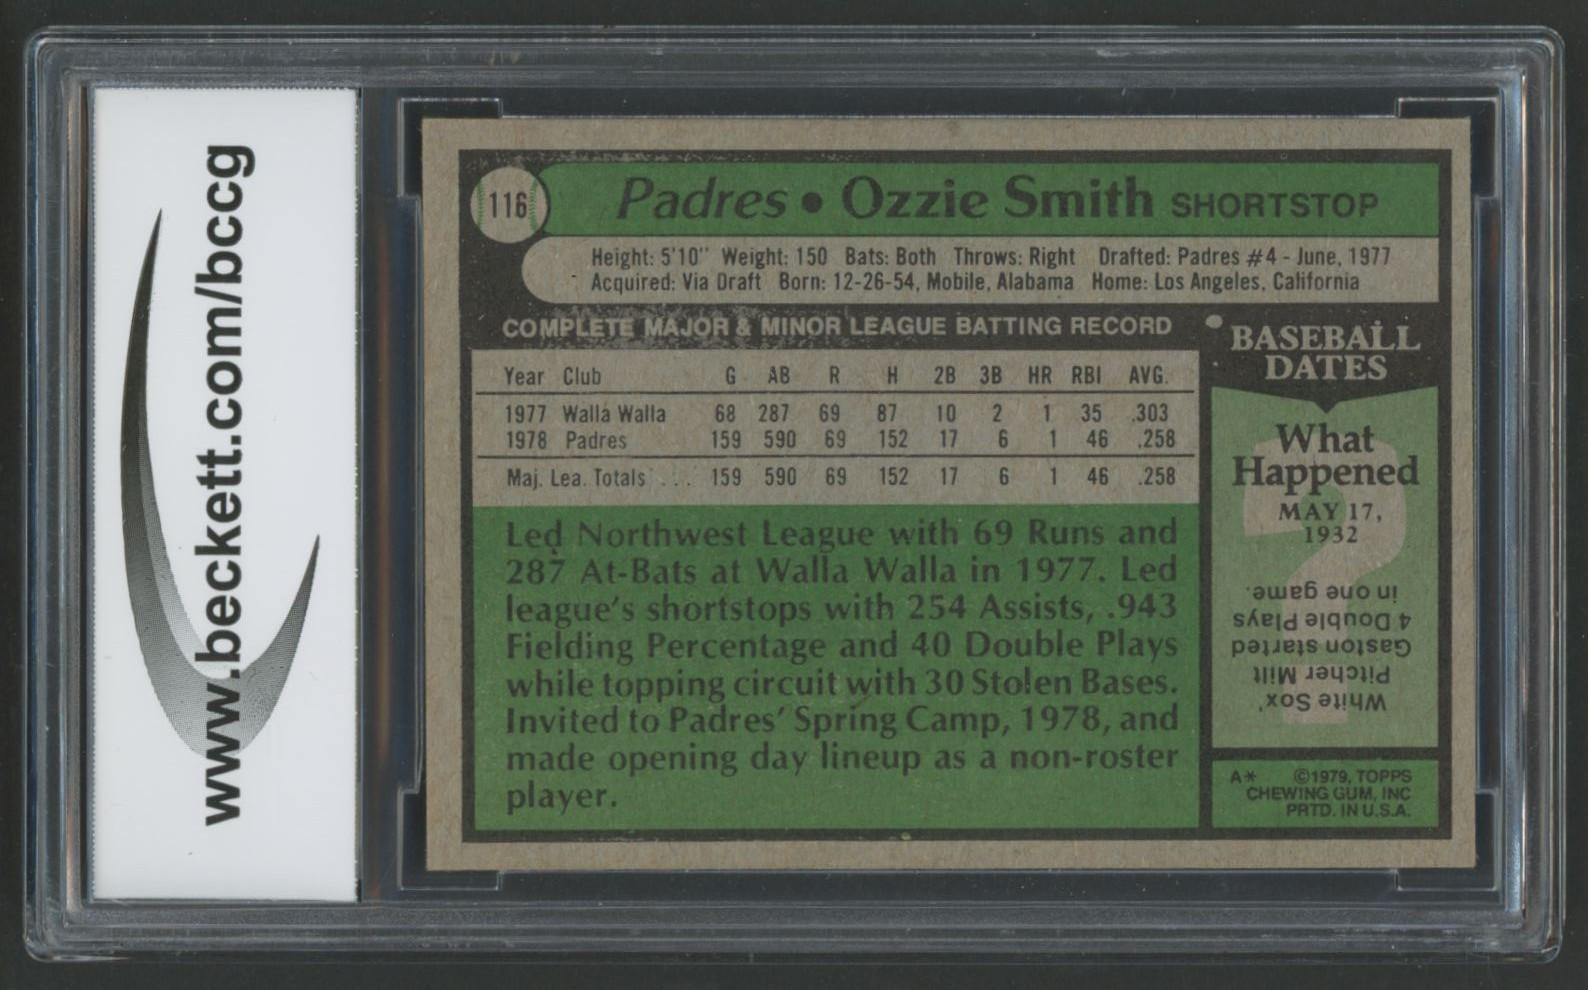 www.beckett.com/bccg
116
Padres • Ozzie Smith SHORTSTOP
Height: 5'10" Weight: 150 Bats: Both Throws: Right Drafted: Padres #4 - June, 1977
Acquired: Via Draft Born: 12-26-54, Mobile, Alabama Home: Los Angeles, California
COMPLETE MAJOR & MINOR LEAGUE BATTING RECORD
Year Club G AB R H 2B 3B HR RBI AVG.
1977 Walla Walla 68 287 69 87 10 2 1 35 .303
1978 Padres 159 590 69 152 17 6 1 46 .258
Maj. Lea. Totals ... 159 590 69 152 17 6 1 46 .258
Led Northwest League with 69 Runs and
287 At-Bats at Walla Walla in 1977. Led
league's shortstops with 254 Assists, .943
Fielding Percentage and 40 Double Plays
while topping circuit with 30 Stolen Bases.
Invited to Padres' Spring Camp, 1978, and
made opening day lineup as a non-roster
player.
BASEBALL
DATES
What
Happened
MAY 17,
1932
?
White Sox'
Pitcher Milt
Gaston started
4 Double Plays
in one game.
A* ©1979, TOPPS
CHEWING GUM, INC
PRTD. IN U.S.A.